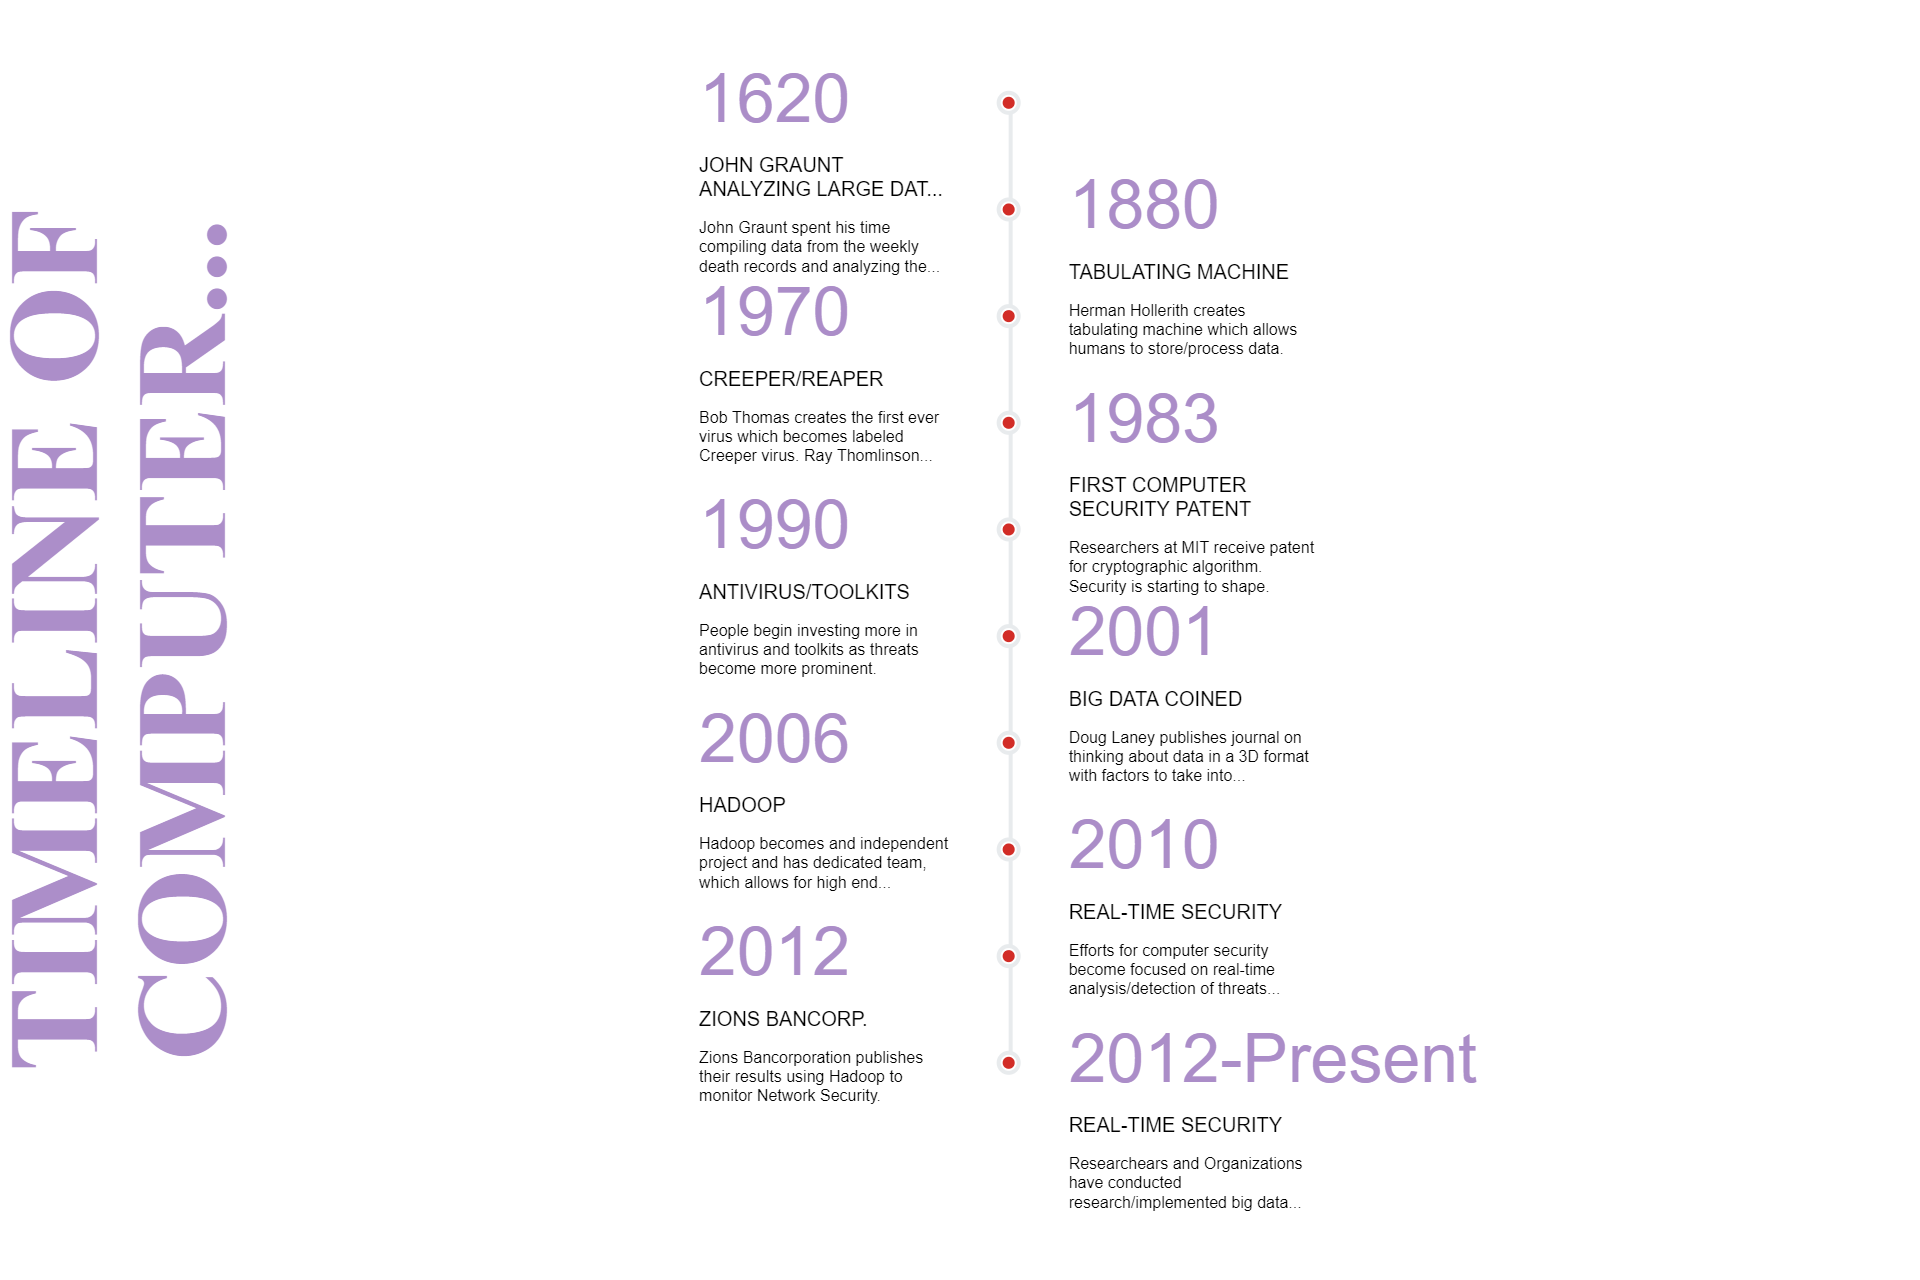 TIMELINE OF
COMPUTER...
1620
JOHN GRAUNT
ANALYZING LARGE DAT...
John Graunt spent his time
compiling data from the weekly
death records and analyzing the...
1880
TABULATING MACHINE
Herman Hollerith creates
tabulating machine which allows
humans to store/process data.
1970
CREEPER/REAPER
Bob Thomas creates the first ever
virus which becomes labeled
Creeper virus. Ray Thomlinson...
1983
FIRST COMPUTER
SECURITY PATENT
Researchers at MIT receive patent
for cryptographic algorithm.
Security is starting to shape.
1990
ANTIVIRUS/TOOLKITS
People begin investing more in
antivirus and toolkits as threats
become more prominent.
2001
BIG DATA COINED
Doug Laney publishes journal on
thinking about data in a 3D format
with factors to take into...
2006
HADOOP
Hadoop becomes and independent
project and has dedicated team,
which allows for high end...
2010
REAL-TIME SECURITY
Efforts for computer security
become focused on real-time
analysis/detection of threats...
2012
ZIONS BANCORP.
Zions Bancorporation publishes
their results using Hadoop to
monitor Network Security.
2012-Present
REAL-TIME SECURITY
Researchears and Organizations
have conducted
research/implemented big data...